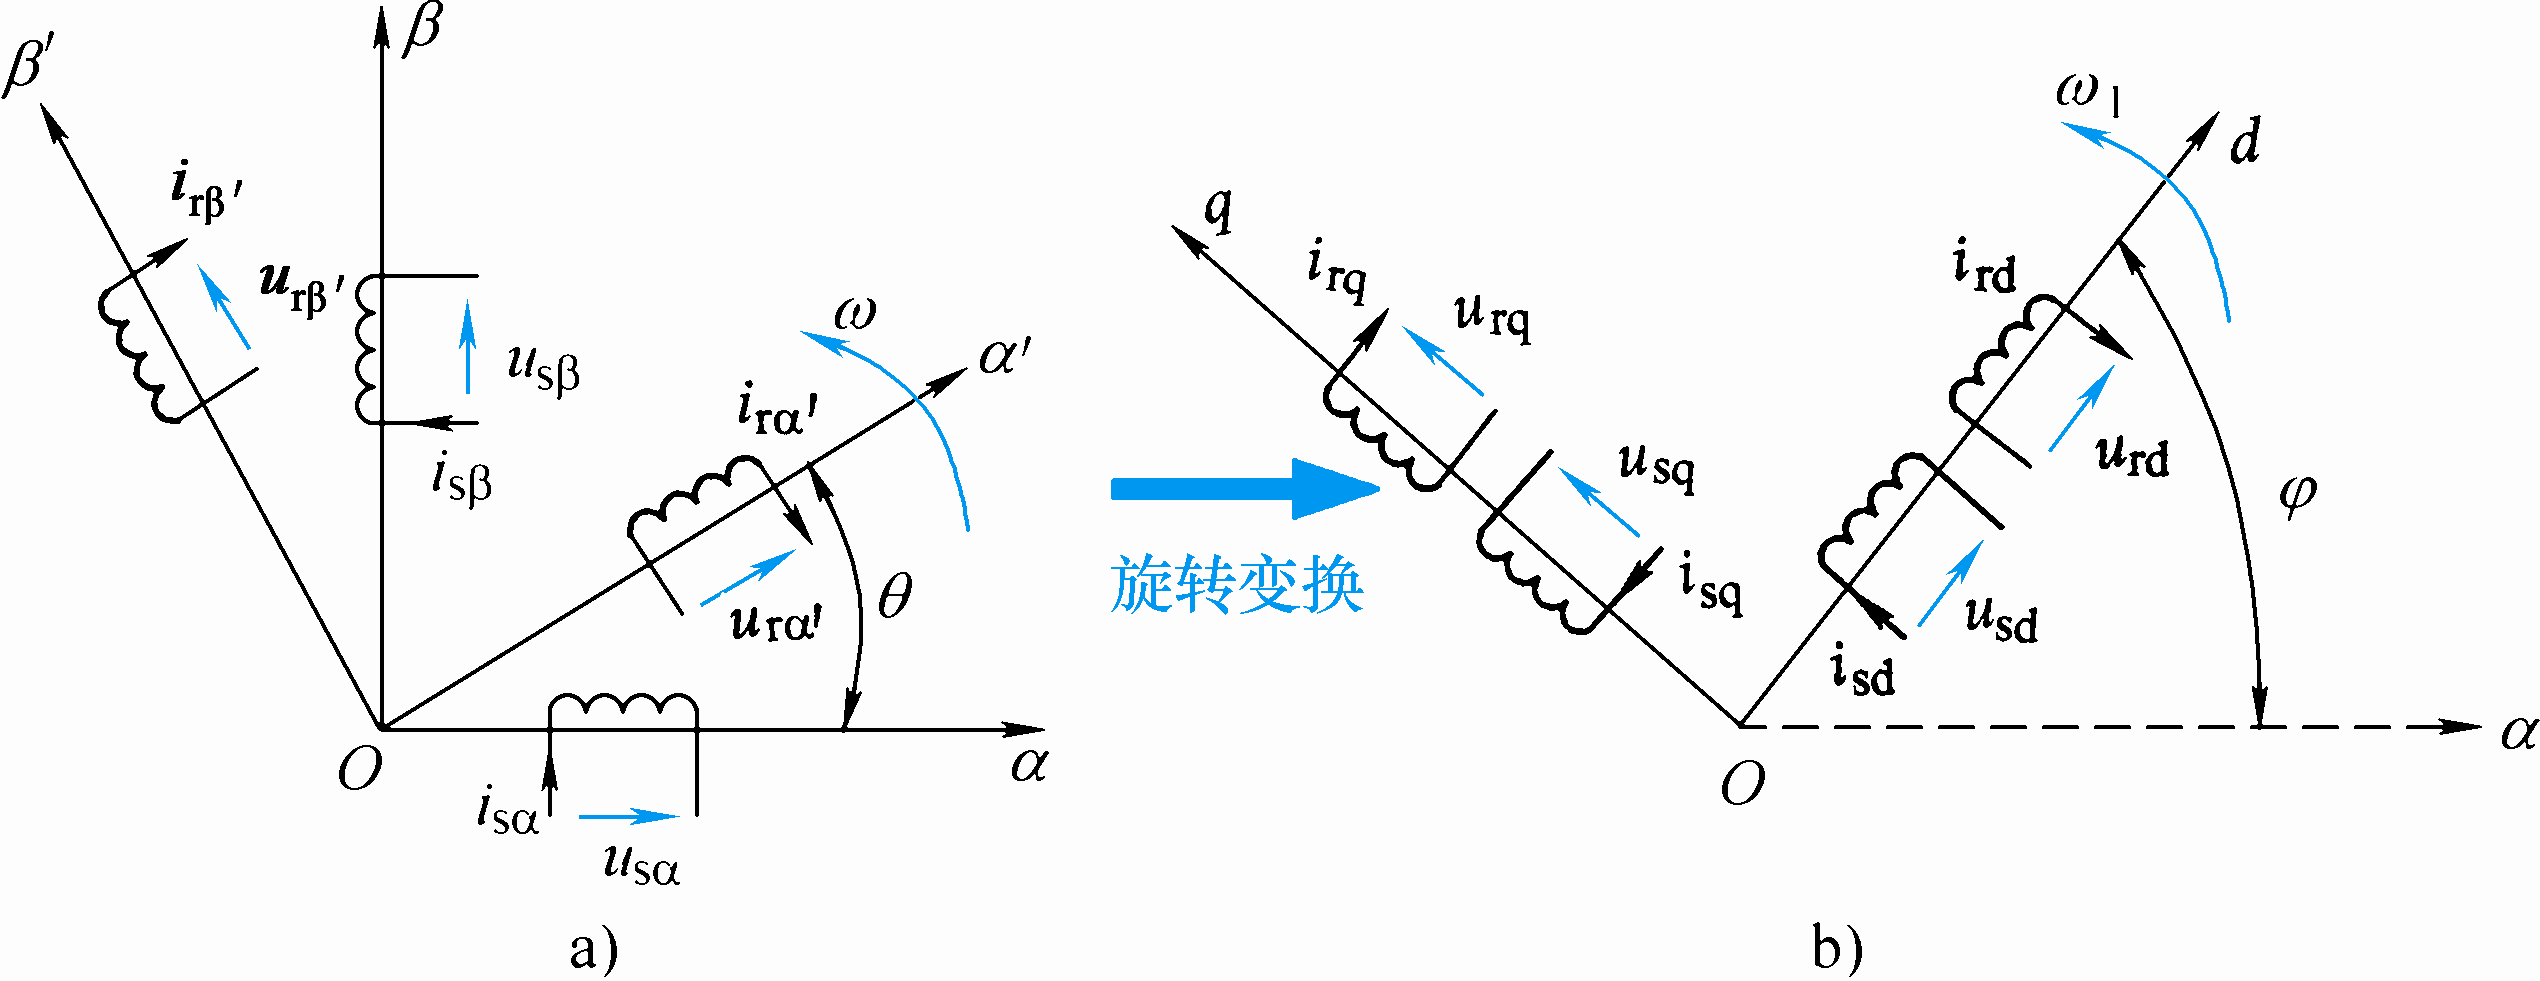 β
β′
i_rβ′
u_rβ′
u_sβ
i_sβ
ω
α′
i_rα′
u_rα′
θ
O
α
i_sα
u_sα
a)
旋转变换
ω₁
d
q
i_rq
u_rq
i_rd
u_rd
u_sq
i_sq
u_sd
i_sd
φ
O
α
b)